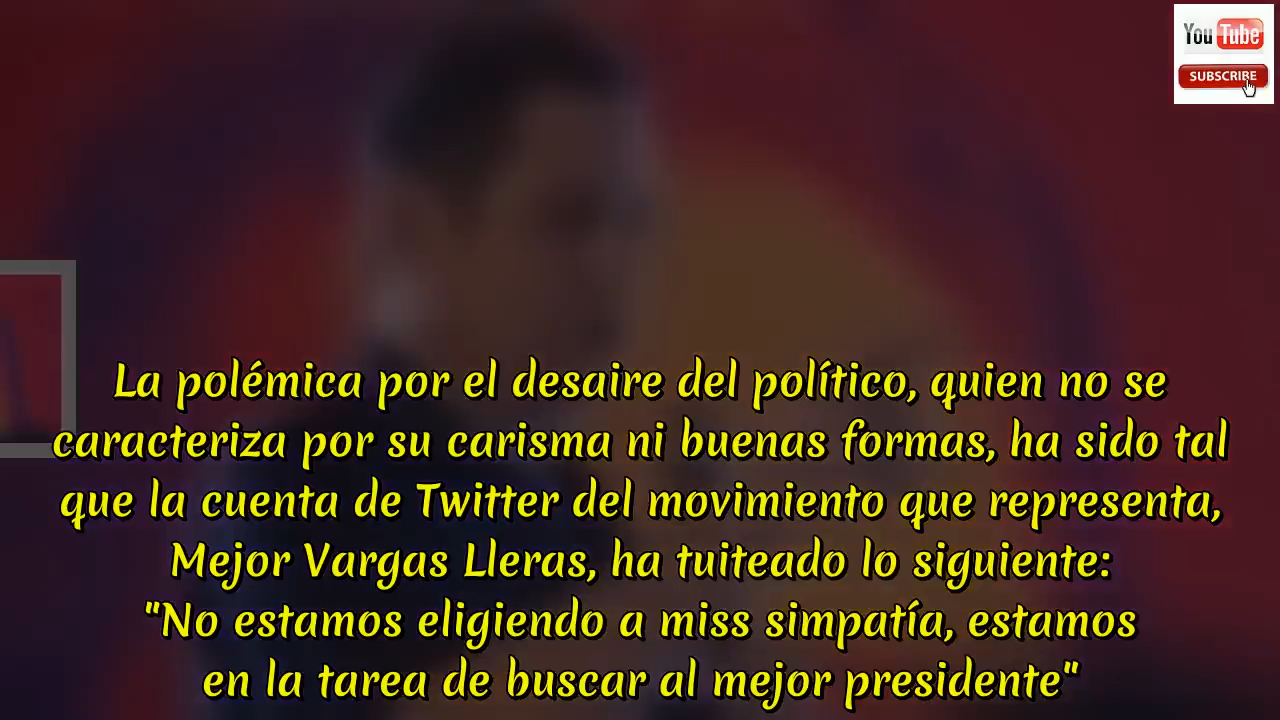 You Tube
SUBSCRIBE
La polémica por el desaire del político, quien no se
caracteriza por su carisma ni buenas formas, ha sido tal
que la cuenta de Twitter del movimiento que representa,
Mejor Vargas Lleras, ha tuiteado lo siguiente:
"No estamos eligiendo a miss simpatía, estamos
en la tarea de buscar al mejor presidente"